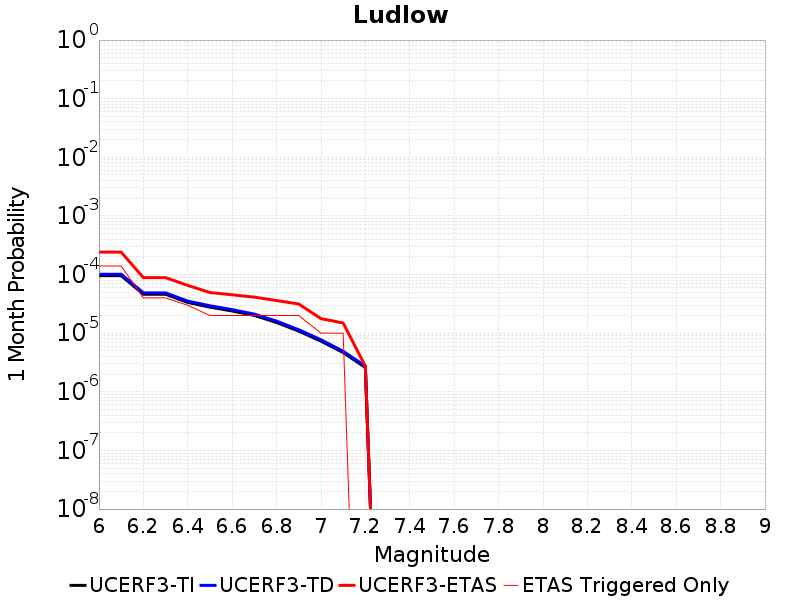 Ludlow
10^0
10^-1
10^-2
10^-3
10^-4
10^-5
10^-6
10^-7
10^-8
1 Month Probability
6 6.2 6.4 6.6 6.8 7 7.2 7.4 7.6 7.8 8 8.2 8.4 8.6 8.8 9
Magnitude
UCERF3-TI UCERF3-TD UCERF3-ETAS ETAS Triggered Only